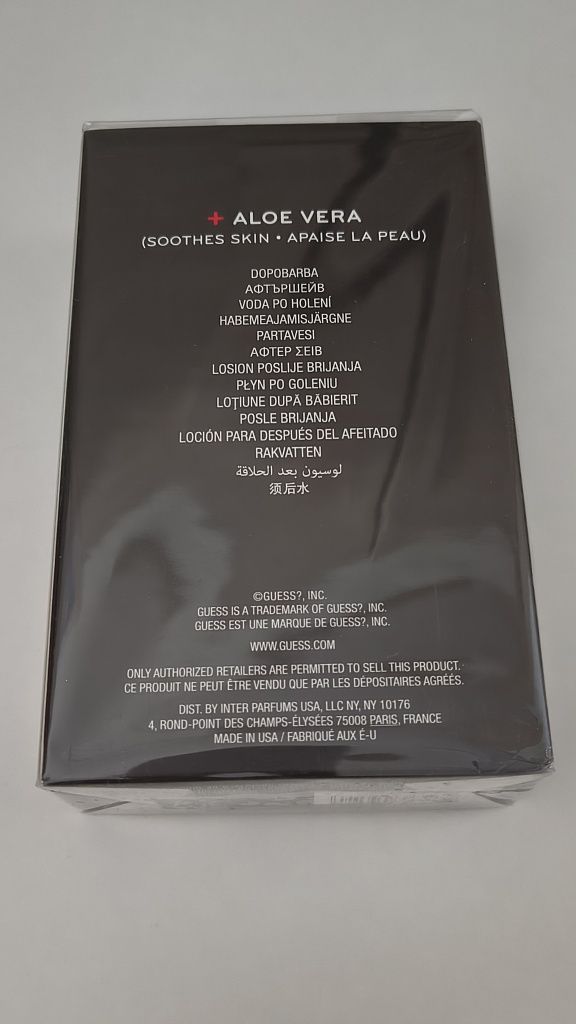 + ALOE VERA
(SOOTHES SKIN • APAISE LA PEAU)
DOPOBARBA
АФТЪРШЕЙВ
VODA PO HOLENÍ
HABEMEAJAMISJÄRGNE
PARTAVESI
ΑΦΤΕΡ ΣΕΙΒ
LOSION POSLIJE BRIJANJA
PŁYN PO GOLENIU
LOŢIUNE DUPĂ BĂBIERIT
POSLE BRIJANJA
LOCIÓN PARA DESPUÉS DEL AFEITADO
RAKVATTEN
لوسيون بعد الحلاقة
须后水
©GUESS?, INC.
GUESS IS A TRADEMARK OF GUESS?, INC.
GUESS EST UNE MARQUE DE GUESS?, INC.
WWW.GUESS.COM
ONLY AUTHORIZED RETAILERS ARE PERMITTED TO SELL THIS PRODUCT.
CE PRODUIT NE PEUT ÊTRE VENDU QUE PAR LES DÉPOSITAIRES AGRÉÉS.
DIST. BY INTER PARFUMS USA, LLC NY, NY 10176
4, ROND-POINT DES CHAMPS-ÉLYSÉES 75008 PARIS, FRANCE
MADE IN USA / FABRIQUÉ AUX É-U